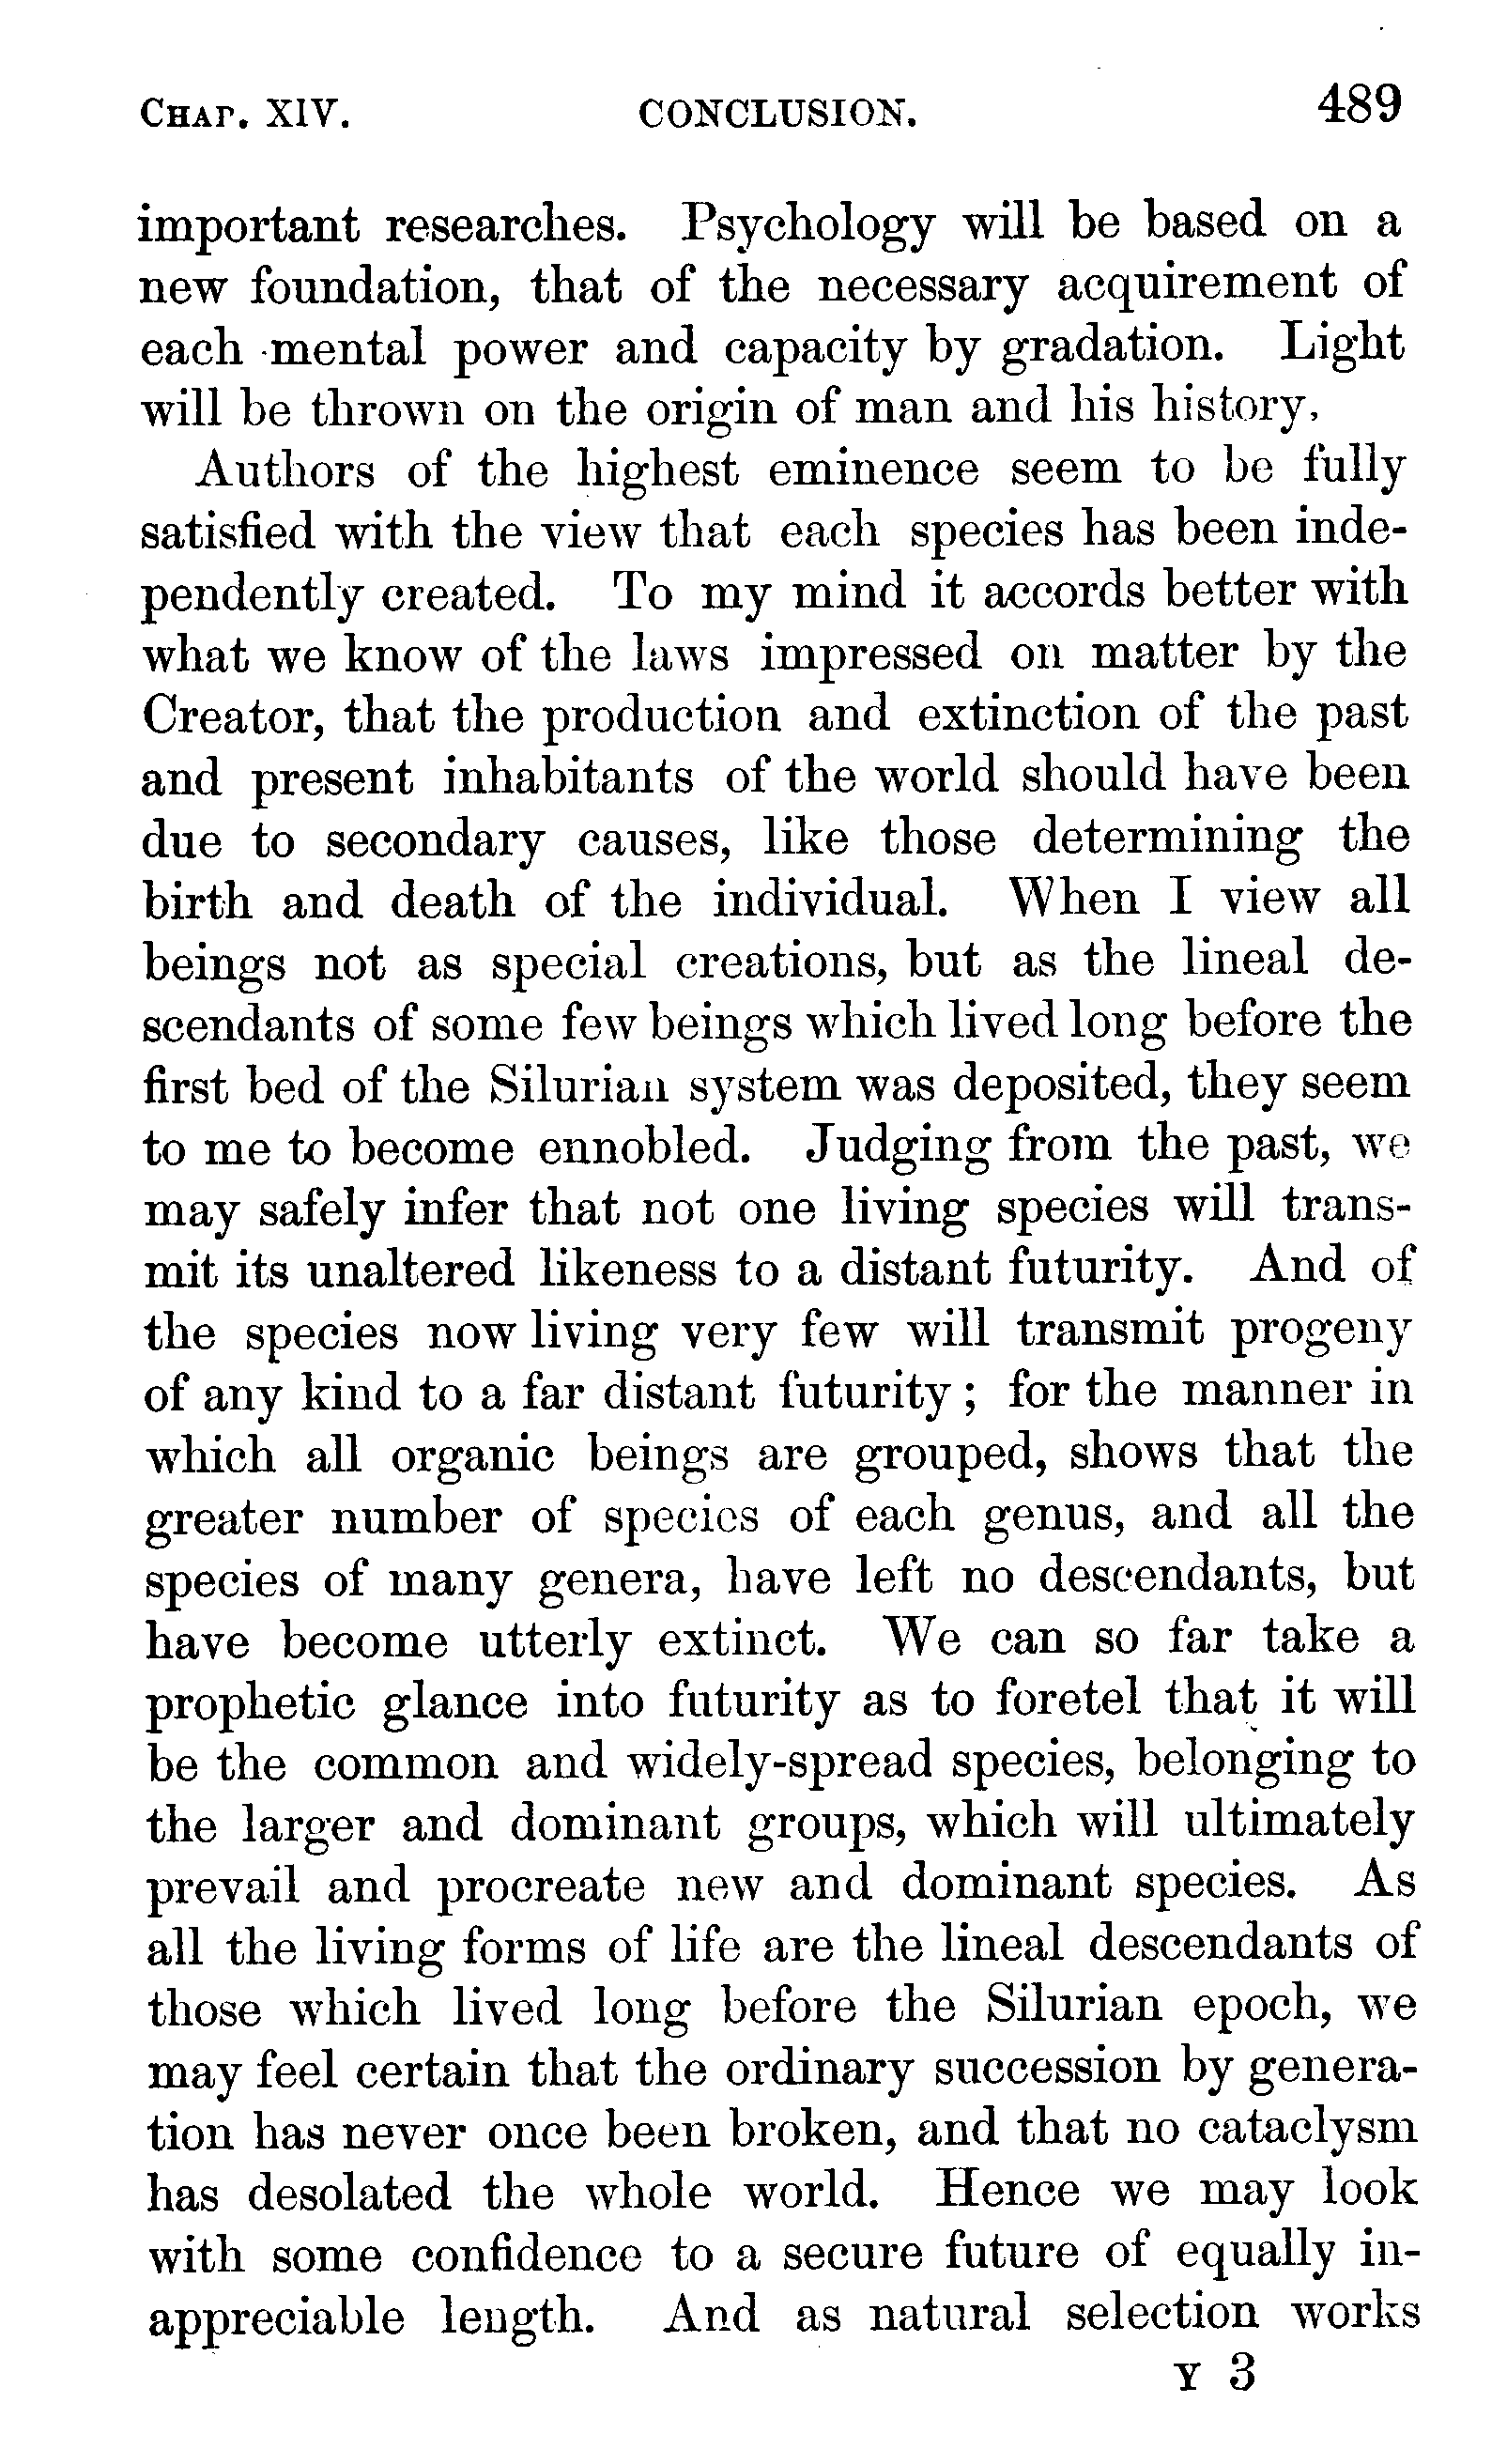 CHAP. XIV. CONCLUSION. 489
important researches. Psychology will be based on a
new foundation, that of the necessary acquirement of
each mental power and capacity by gradation. Light
will be thrown on the origin of man and his history.
Authors of the highest eminence seem to be fully
satisfied with the view that each species has been inde-
pendently created. To my mind it accords better with
what we know of the laws impressed on matter by the
Creator, that the production and extinction of the past
and present inhabitants of the world should have been
due to secondary causes, like those determining the
birth and death of the individual. When I view all
beings not as special creations, but as the lineal de-
scendants of some few beings which lived long before the
first bed of the Silurian system was deposited, they seem
to me to become ennobled. Judging from the past, we
may safely infer that not one living species will trans-
mit its unaltered likeness to a distant futurity. And of
the species now living very few will transmit progeny
of any kind to a far distant futurity; for the manner in
which all organic beings are grouped, shows that the
greater number of species of each genus, and all the
species of many genera, have left no descendants, but
have become utterly extinct. We can so far take a
prophetic glance into futurity as to foretel that it will
be the common and widely-spread species, belonging to
the larger and dominant groups, which will ultimately
prevail and procreate new and dominant species. As
all the living forms of life are the lineal descendants of
those which lived long before the Silurian epoch, we
may feel certain that the ordinary succession by genera-
tion has never once been broken, and that no cataclysm
has desolated the whole world. Hence we may look
with some confidence to a secure future of equally in-
appreciable length. And as natural selection works
Y 3